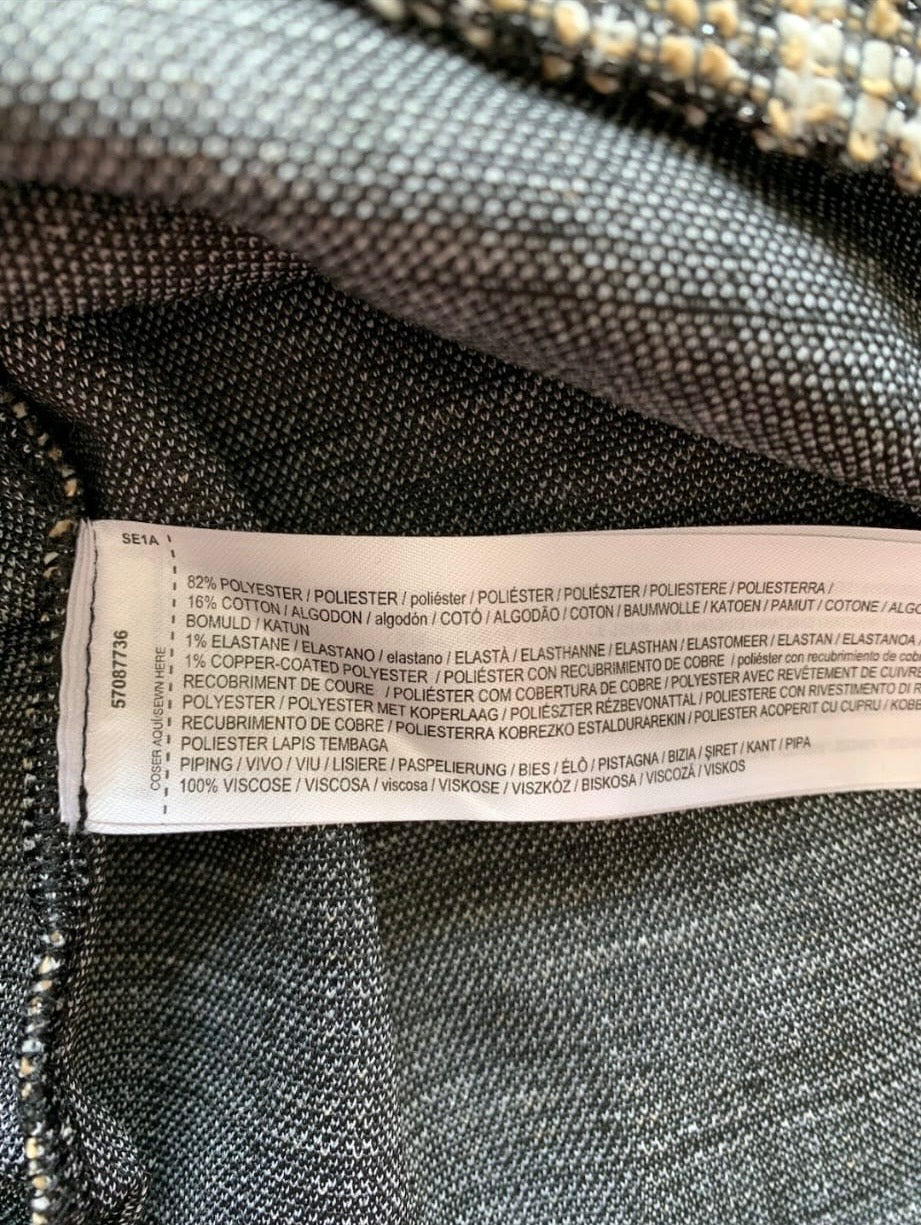 SE1A
57087736
COSER AQUÍ/SEWN HERE
82% POLYESTER / POLIESTER / poliéster / POLIÉSTER / POLIÉSZTER / POLIESTERE / POLIESTERRA /
16% COTTON / ALGODON / algodón / COTÓ / ALGODÃO / COTON / BAUMWOLLE / KATOEN / PAMUT / COTONE /
BOMULD / KATUN
1% ELASTANE / ELASTANO / elastano / ELASTÀ / ELASTHANNE / ELASTHAN / ELASTOMEER / ELASTAN / ELASTANOA
1% COPPER-COATED POLYESTER / POLIÉSTER CON RECUBRIMIENTO DE COBRE / poliéster con recubrimiento de
RECOBRIMENT DE COURE / POLIÉSTER COM COBERTURA DE COBRE / POLYESTER AVEC REVÊTEMENT DE CUIVRE
POLYESTER / POLYESTER MET KOPERLAAG / POLIÉSZTER RÉZBEVONATTAL / POLIESTERE CON RIVESTIMENTO DI
RECUBRIMENTO DE COBRE / POLIESTERRA KOBREZKO ESTALDURAREKIN / POLIESTER ACOPERIT CU CUPRU /
POLIESTER LAPIS TEMBAGA
PIPING / VIVO / VIU / LISIERE / PASPELIERUNG / BIES / ÉLÔ / PISTAGNA / BIZIA / ŞIRET / KANT / PIPA
100% VISCOSE / VISCOSA / viscosa / VISKOSE / VISZKÓZ / BISKOSA / VISCOZĂ / VISKOS